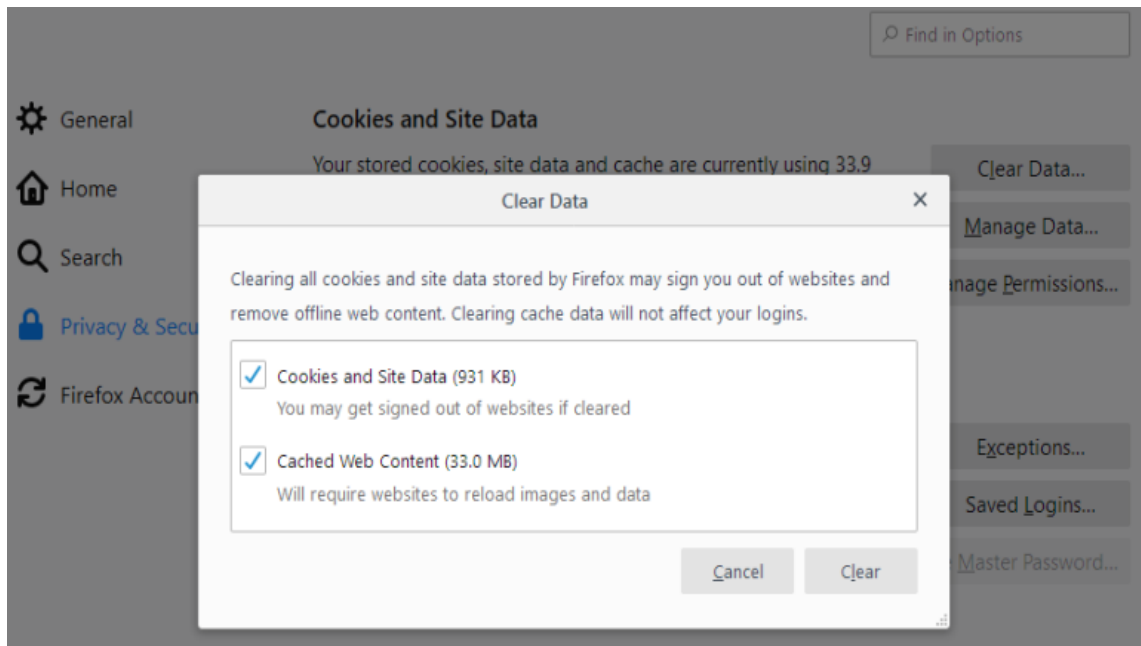 Find in Options
General
Cookies and Site Data
Your stored cookies, site data and cache are currently using 33.9
Clear Data...
Home
Clear Data
Manage Data...
Search
Clearing all cookies and site data stored by Firefox may sign you out of websites and
remove offline web content. Clearing cache data will not affect your logins.
nage Permissions...
Privacy & Secu
Cookies and Site Data (931 KB)
You may get signed out of websites if cleared
Firefox Accoun
Exceptions...
Cached Web Content (33.0 MB)
Will require websites to reload images and data
Saved Logins...
Cancel
Clear
Master Password...